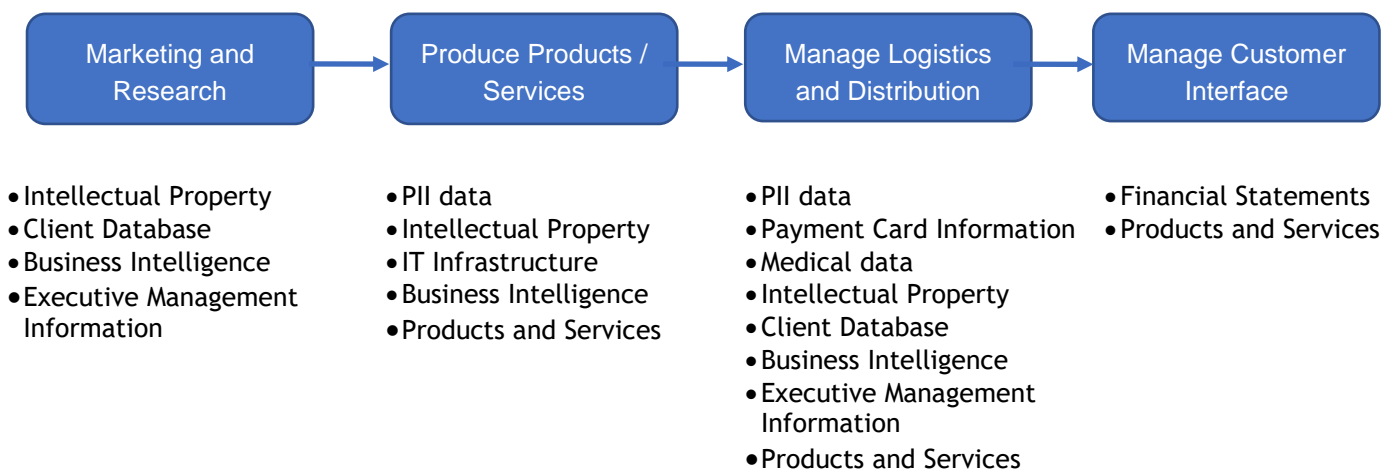 Marketing and
Research
Produce Products /
Services
Manage Logistics
and Distribution
Manage Customer
Interface
•Intellectual Property
•Client Database
•Business Intelligence
•Executive Management
Information
•PII data
•Intellectual Property
•IT Infrastructure
•Business Intelligence
•Products and Services
•PII data
•Payment Card Information
•Medical data
•Intellectual Property
•Client Database
•Business Intelligence
•Executive Management
Information
•Products and Services
•Financial Statements
•Products and Services